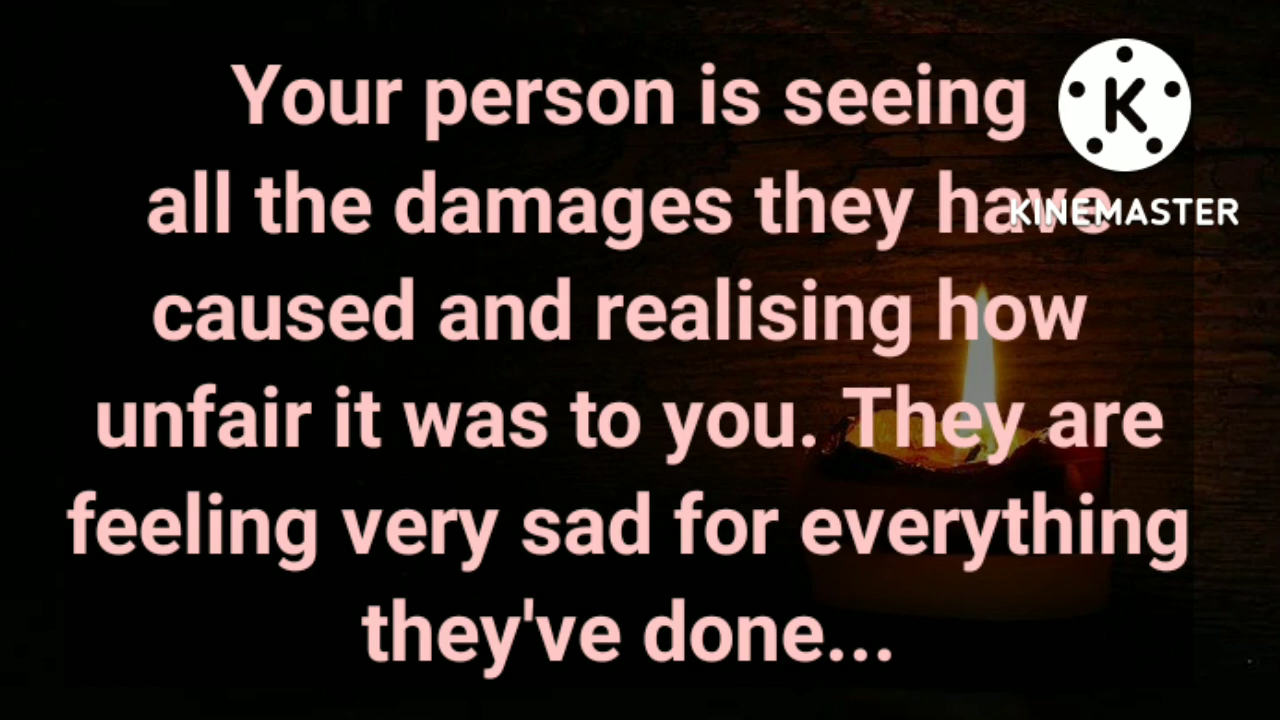 Your person is seeing
all the damages they have
caused and realising how
unfair it was to you. They are
feeling very sad for everything
they've done...
K
KINEMASTER